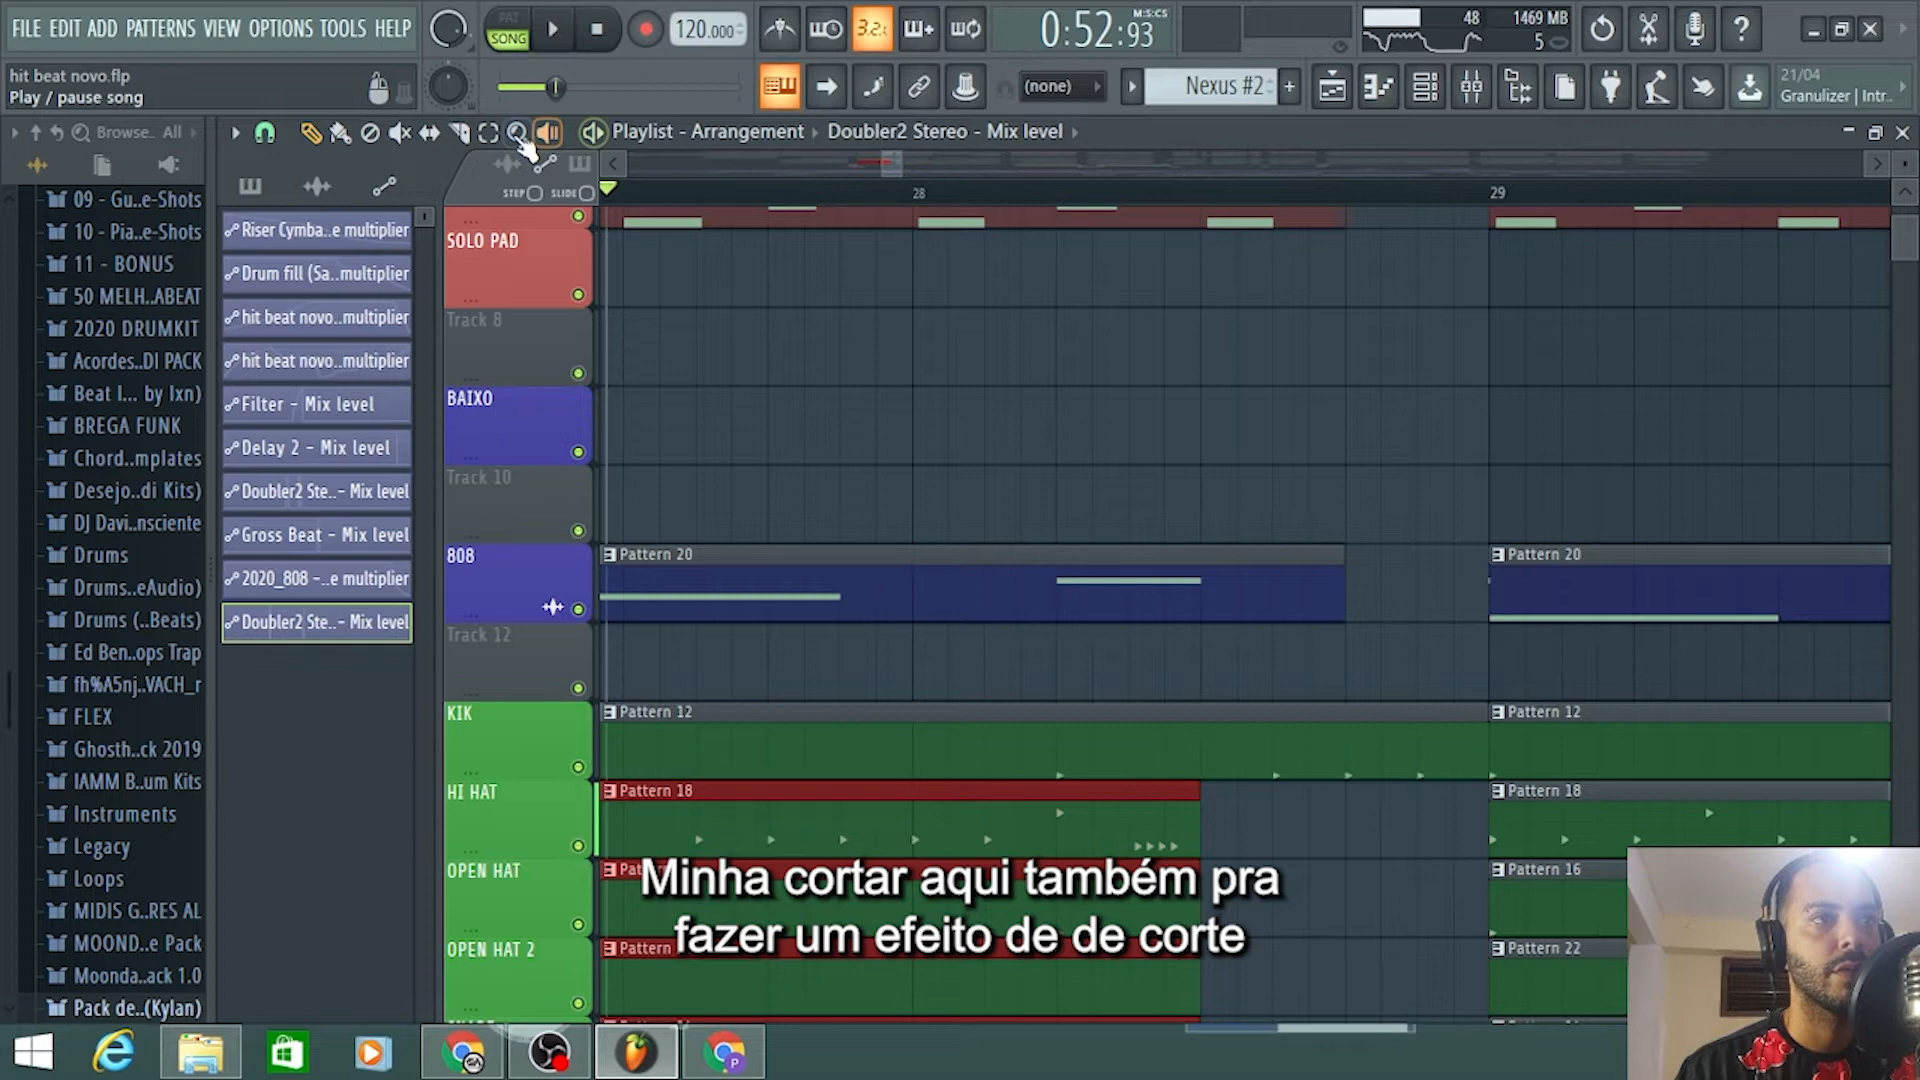 FILE EDIT ADD PATTERNS VIEW OPTIONS TOOLS HELP
PAT
SONG
120.000
3.2.
0:52:93
M:S:CS
48
1469 MB
5
hit beat novo.flp
Play / pause song
(none)
Nexus #2
21/04
Granulizer | Intr..
Browse.. All
Playlist - Arrangement
Doubler2 Stereo - Mix level
STEP
SLIDE
28
29
09 - Gu..e-Shots
10 - Pia..e-Shots
11 - BONUS
50 MELH..ABEAT
2020 DRUMKIT
Acordes..DI PACK
Beat I... by Ixn)
BREGA FUNK
Chord..mplates
Desejo..di Kits)
DJ Davi..nsciente
Drums
Drums..eAudio)
Drums (..Beats)
Ed Ben..ops Trap
fh%A5nj..VACH_r
FLEX
Ghosth..ck 2019
IAMM B..um Kits
Instruments
Legacy
Loops
MIDIS G..RES AL
MOOND..e Pack
Moonda..ack 1.0
Pack de..(Kylan)
Riser Cymba..e multiplier
Drum fill (Sa..multiplier
hit beat novo..multiplier
hit beat novo..multiplier
Filter - Mix level
Delay 2 - Mix level
Doubler2 Ste..- Mix level
Gross Beat - Mix level
2020_808 -..e multiplier
Doubler2 Ste..- Mix level
SOLO PAD
Track 8
BAIXO
Track 10
808
Pattern 20
Pattern 20
Track 12
KIK
Pattern 12
Pattern 12
HI HAT
Pattern 18
Pattern 18
OPEN HAT
Pattern 16
OPEN HAT 2
Pattern 22
Minha cortar aqui também pra
fazer um efeito de de corte